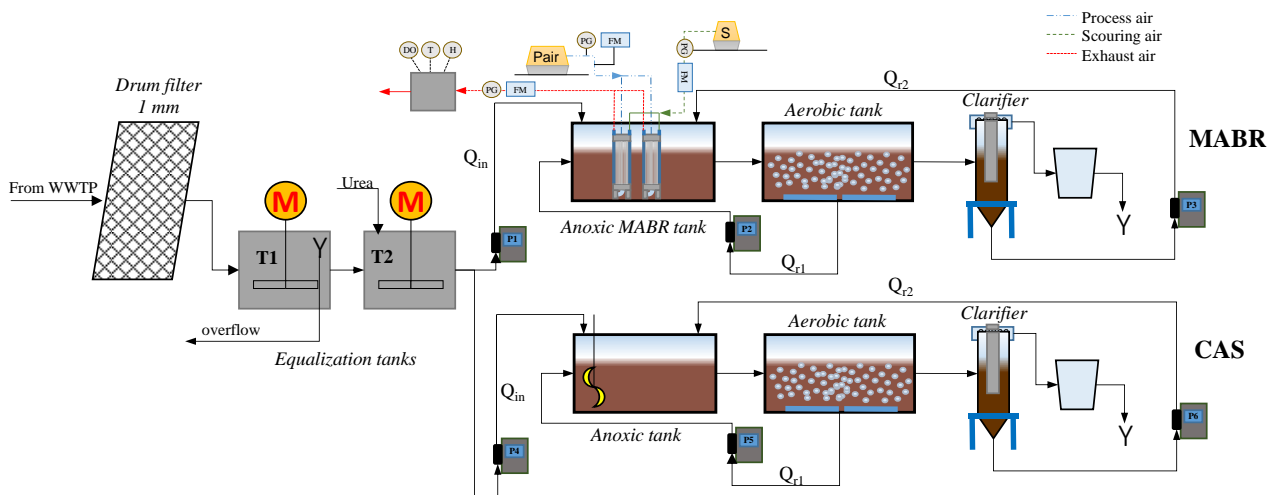 Process air
Scouring air
Exhaust air
DO
T
H
PG
FM
Pair
PG
FM
S
PG
FM
Drum filter
1 mm
From WWTP
M
Urea
M
T1
T2
overflow
Equalization tanks
Qin
P1
Anoxic MABR tank
P2
Qr1
Aerobic tank
Qr2
Clarifier
MABR
P3
Qin
P4
Anoxic tank
P5
Qr1
Aerobic tank
Qr2
Clarifier
CAS
P6